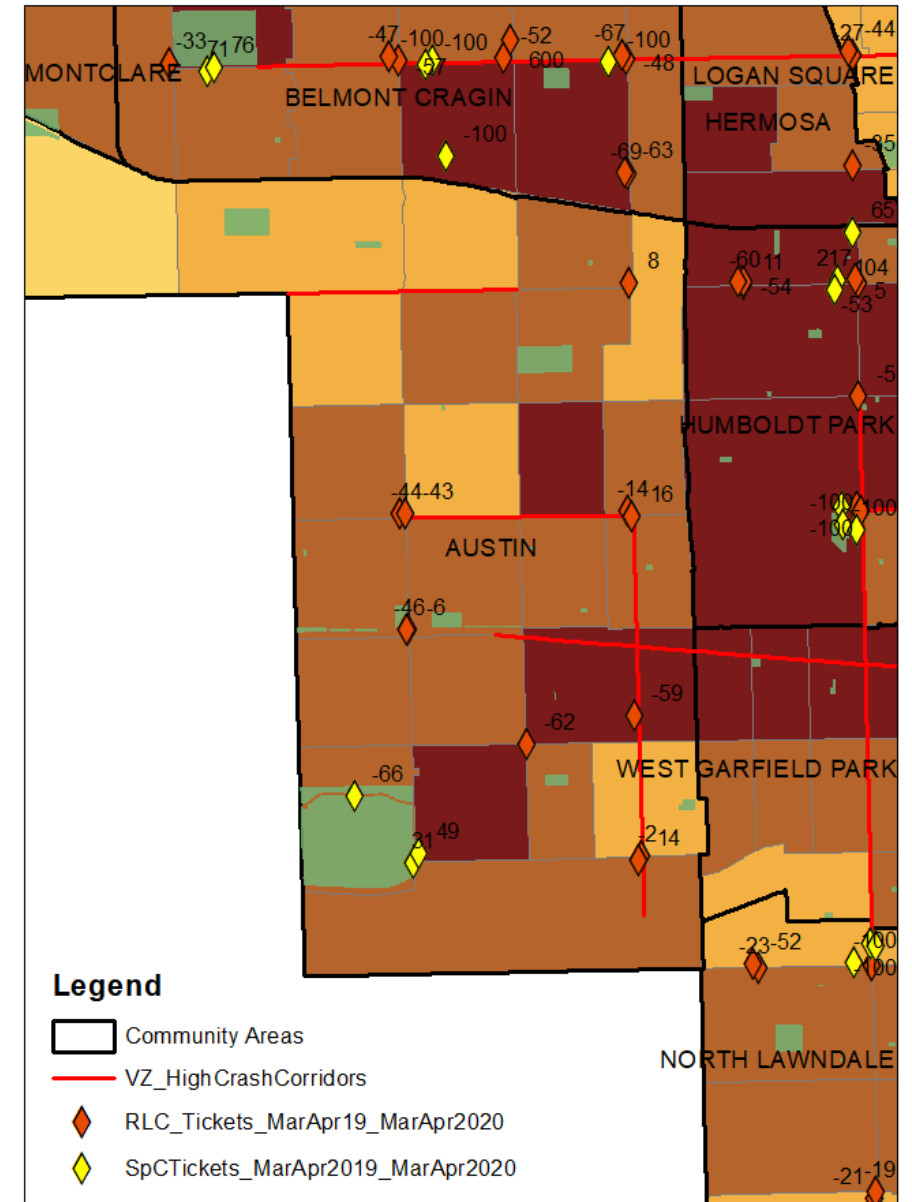 -33 71 76
-47 -100 -100
-57
-52
600
-67 -100
-48
27 -44
MONTCLARE
LOGAN SQUARE
BELMONT CRAGIN
HERMOSA
-100
-69 -63
65
8
-60 11
-54
217
-53 5
-5
HUMBOLDT PARK
-44 -43
-14 16
-100
-100
AUSTIN
-46 -6
-59
-62
-66
WEST GARFIELD PARK
31 49
-2 14
-23 -52
-100
-100
NORTH LAWNDALE
-21 -19
Legend
Community Areas
VZ_HighCrashCorridors
RLC_Tickets_MarApr19_MarApr2020
SpCTickets_MarApr2019_MarApr2020